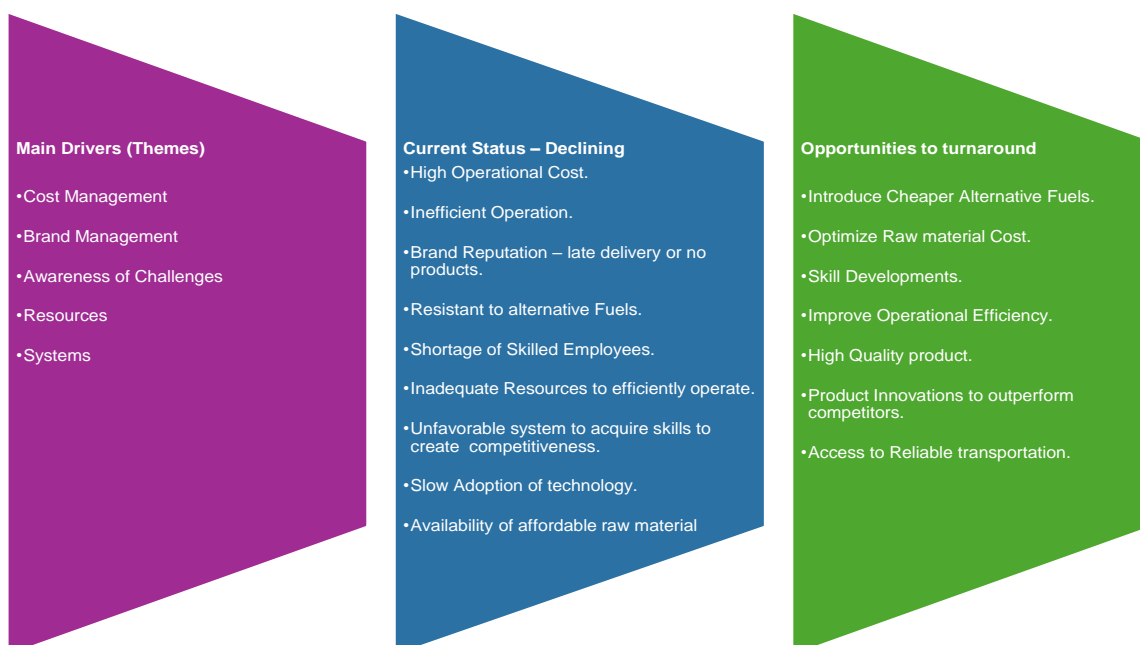 Main Drivers (Themes)
•Cost Management
•Brand Management
•Awareness of Challenges
•Resources
•Systems
Current Status – Declining
•High Operational Cost.
•Inefficient Operation.
•Brand Reputation – late delivery or no
products.
•Resistant to alternative Fuels.
•Shortage of Skilled Employees.
•Inadequate Resources to efficiently operate.
•Unfavorable system to acquire skills to
create  competitiveness.
•Slow Adoption of technology.
•Availability of affordable raw material
Opportunities to turnaround
•Introduce Cheaper Alternative Fuels.
•Optimize Raw material Cost.
•Skill Developments.
•Improve Operational Efficiency.
•High Quality product.
•Product Innovations to outperform
competitors.
•Access to Reliable transportation.